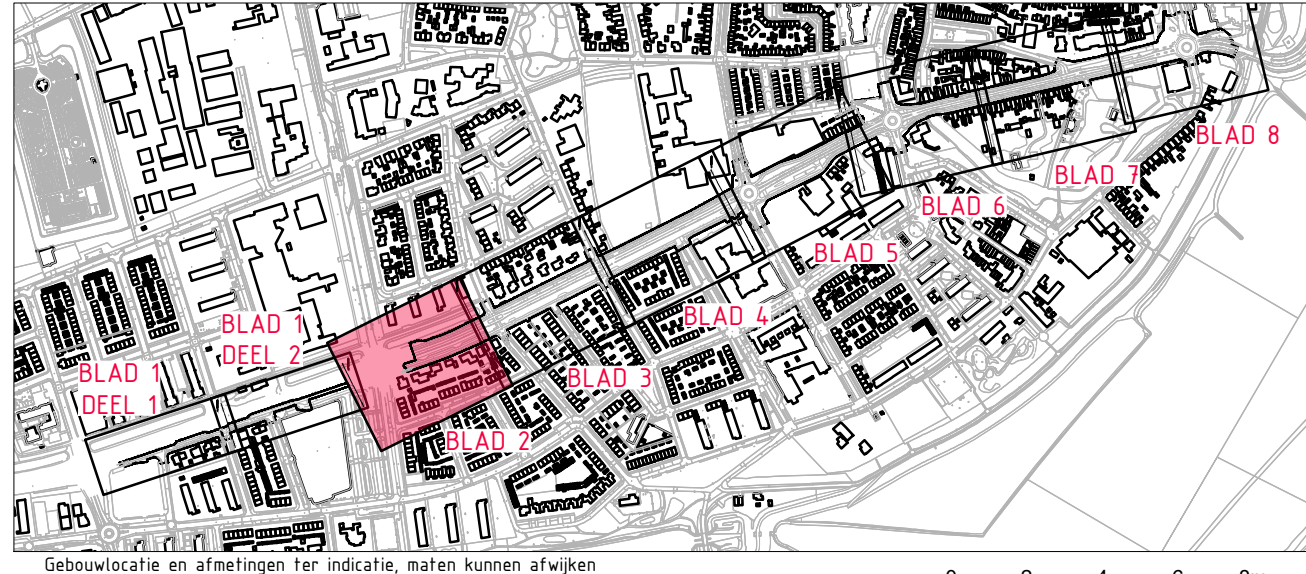 BLAD 8
BLAD 7
BLAD 6
BLAD 5
BLAD 4
BLAD 1
DEEL 2
BLAD 1
DEEL 1
BLAD 3
BLAD 2
Gebouwlocatie en afmetingen ter indicatie, maten kunnen afwijken